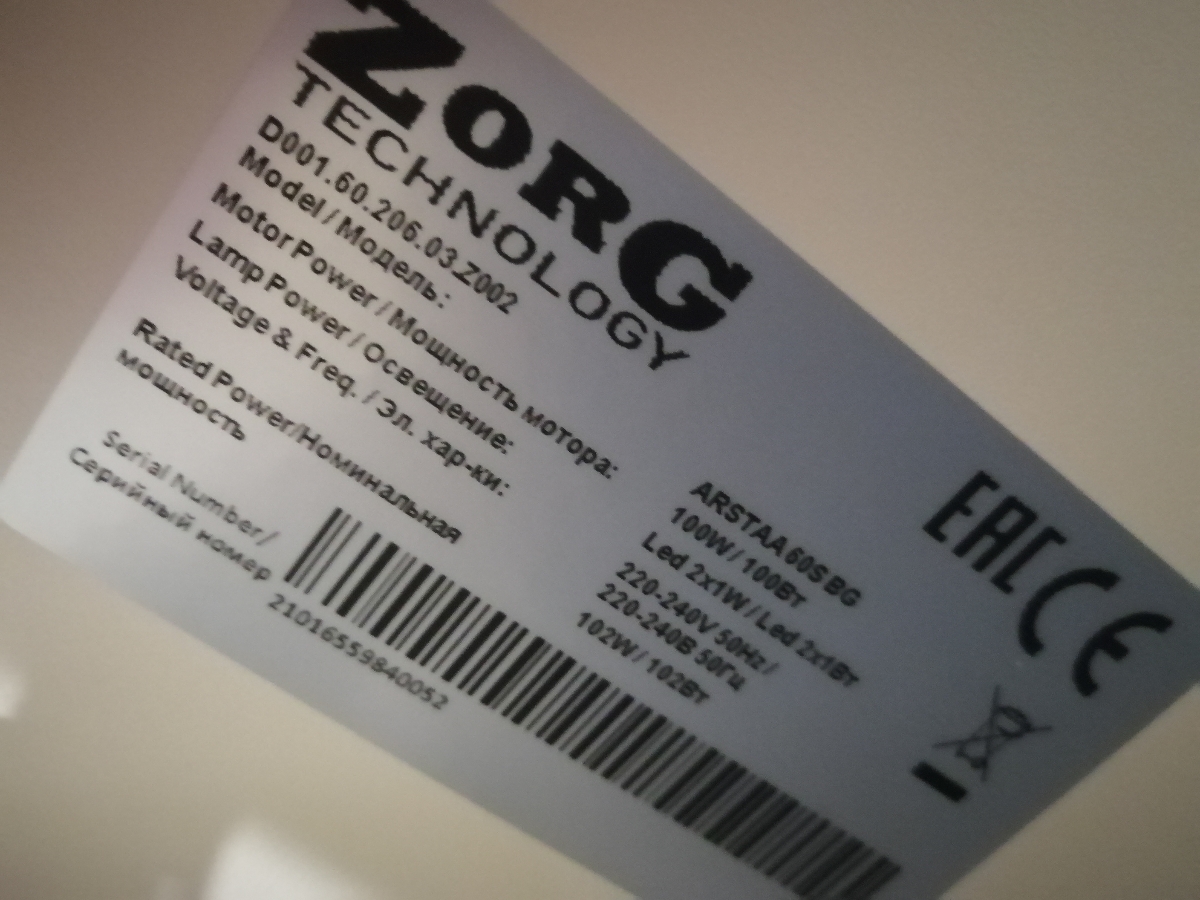 ZORG
TECHNOLOGY
D001.60.206.03.Z002
Model / Модель: ARSTAA 60S BG
Motor Power / Мощность мотора: 100W / 100Вт
Lamp Power / Освещение: Led 2x1W / Led 2x1Вт
Voltage & Freq. / Эл. хар-ки: 220-240V 50Hz /
220-240В 50Гц
Rated Power/Номинальная 102W / 102Вт
мощность
Serial Number/
Серийный номер
21016559840052
EAC CE